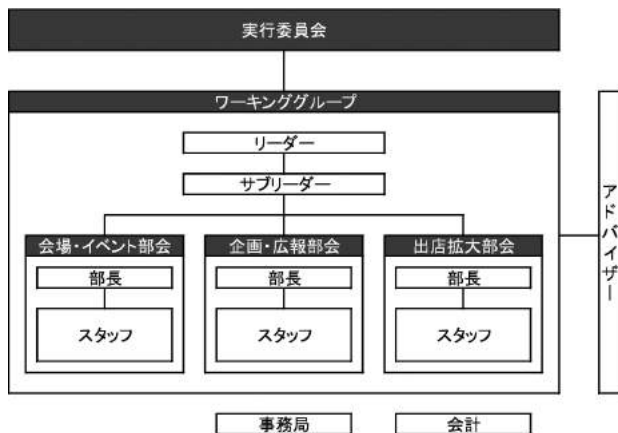 実行委員会
ワーキンググループ
リーダー
サブリーダー
会場・イベント部会
企画・広報部会
出店拡大部会
部長
部長
部長
スタッフ
スタッフ
スタッフ
アドバイザー
事務局
会計